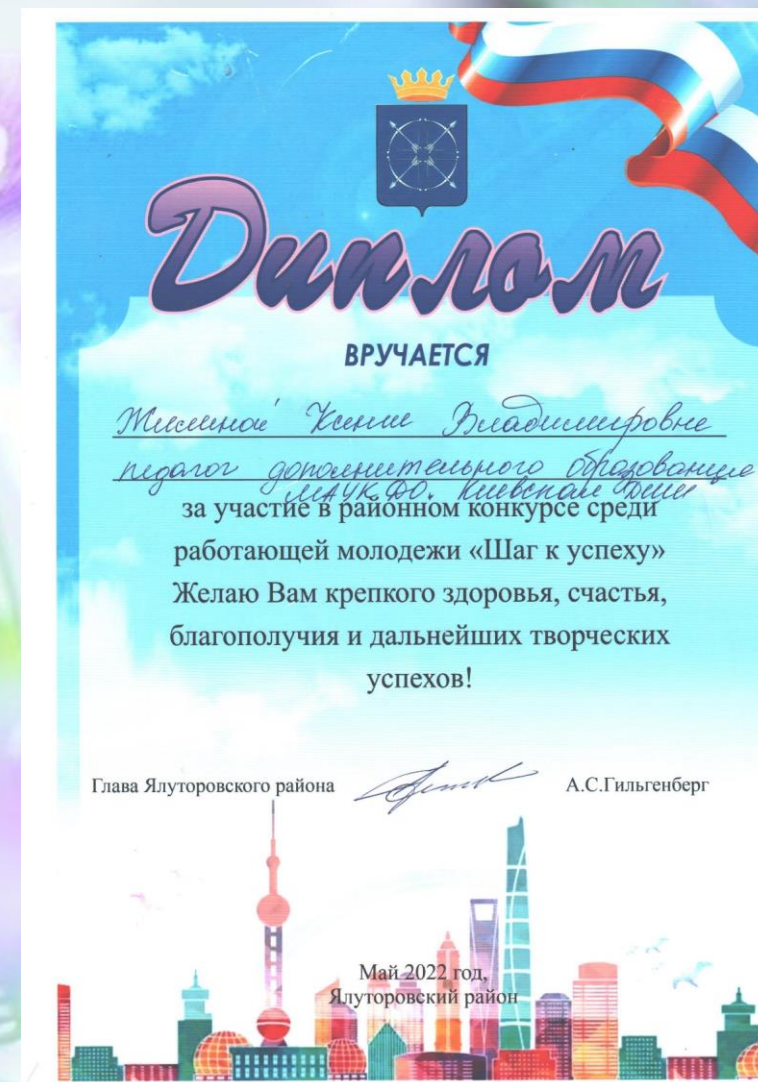 Диплом
ВРУЧАЕТСЯ
Ксении Владимировне
педагог дополнительного образование
за участие в районном конкурсе среди
работающей молодежи «Шаг к успеху»
Желаю Вам крепкого здоровья, счастья,
благополучия и дальнейших творческих
успехов!
Глава Ялуторовского района А.С.Гильгенберг
Май 2022 год,
Ялуторовский район